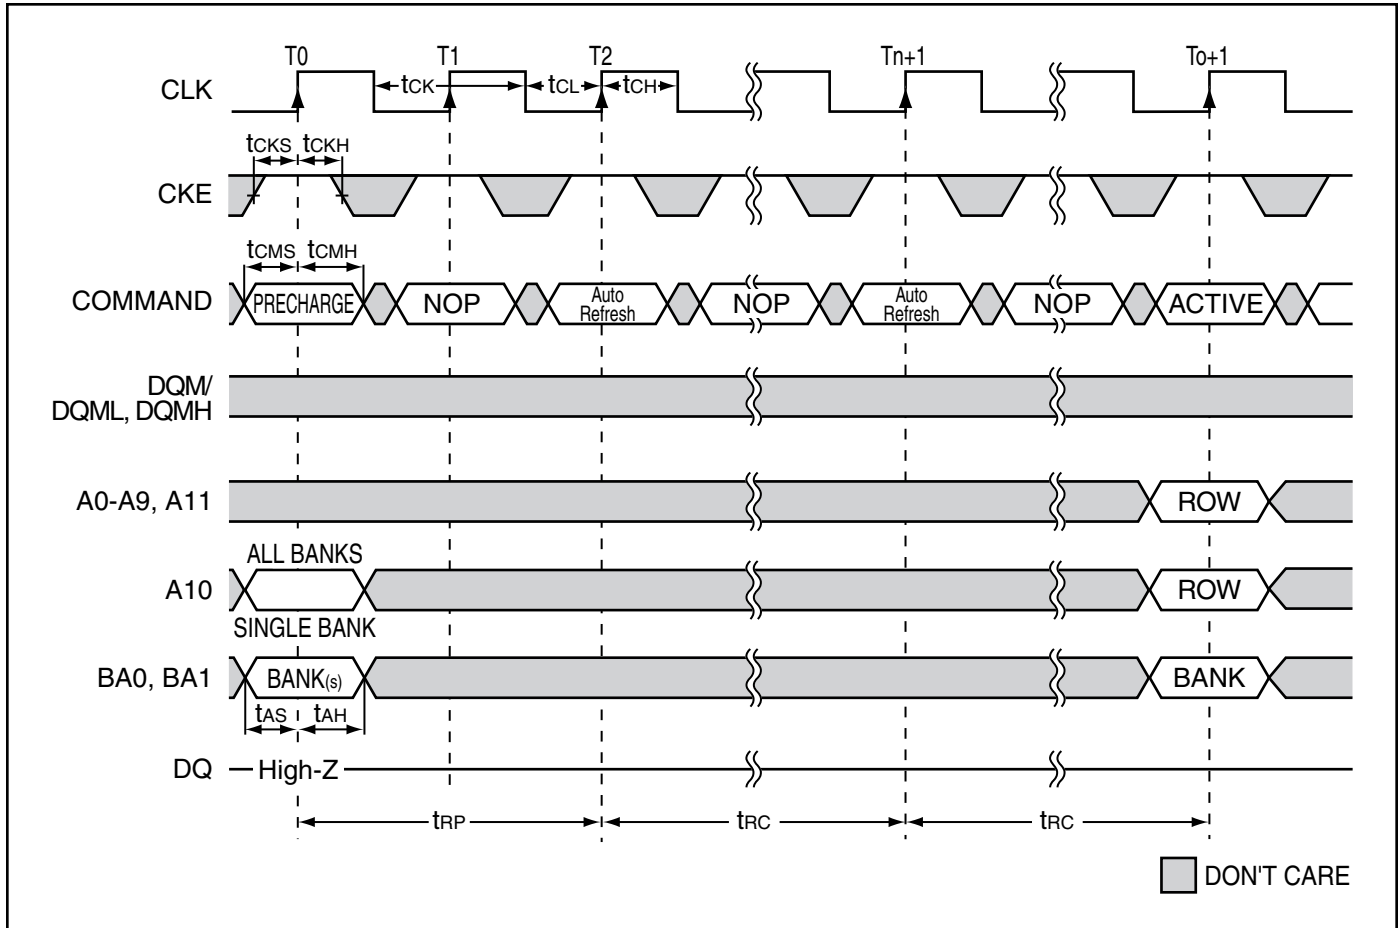 T0 T1 T2 Tn+1 To+1
CLK tCK tCL tCH
tCKS tCKH
CKE
tCMS tCMH
COMMAND PRECHARGE NOP Auto Refresh NOP Auto Refresh NOP ACTIVE
DQM/
DQML, DQMH
A0-A9, A11 ROW
ALL BANKS
A10 ROW
SINGLE BANK
BA0, BA1 BANK(s) BANK
tAS tAH
DQ High-Z
tRP tRC tRC
DON'T CARE